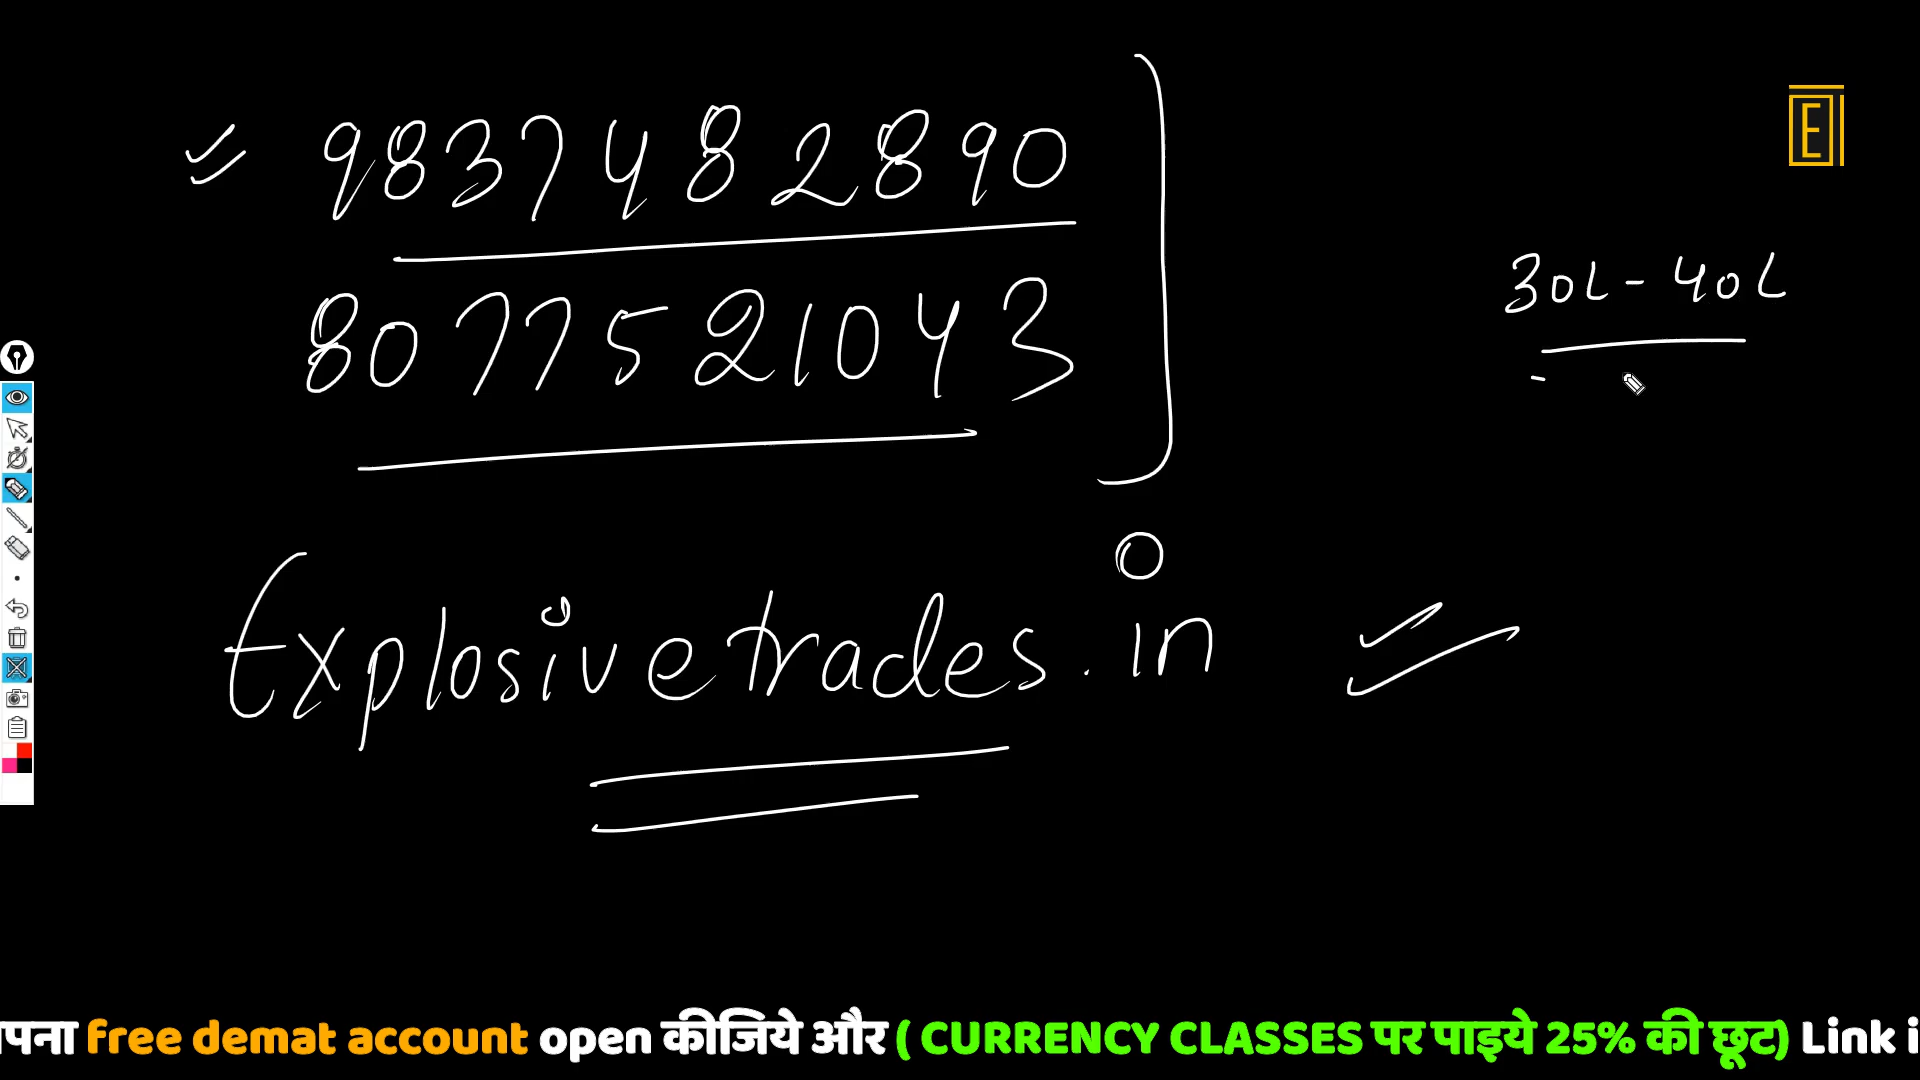 9837482890
8077521043
30L - 40L
Explosivetrades.in
E
पना free demat account open कीजिये और ( CURRENCY CLASSES पर पाइये 25% की छूट) Link i